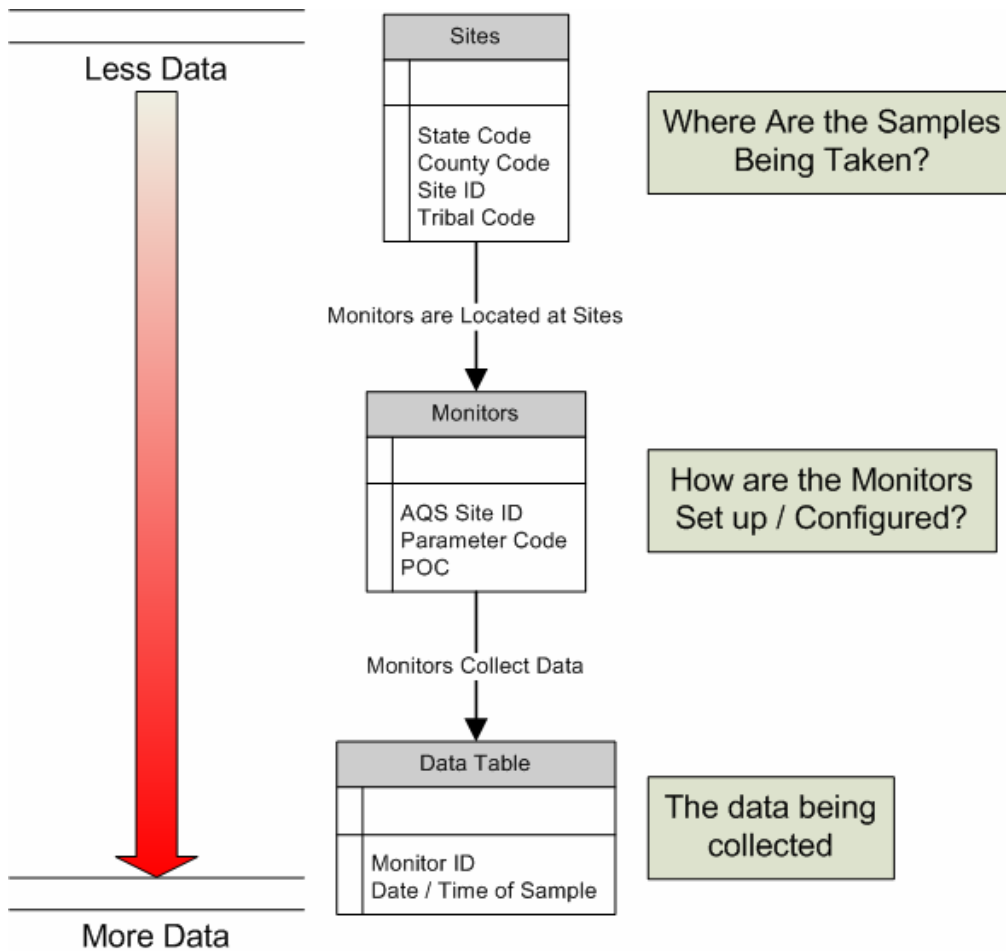 Less Data
More Data
Sites
State Code
County Code
Site ID
Tribal Code
Where Are the Samples
Being Taken?
Monitors are Located at Sites
Monitors
AQS Site ID
Parameter Code
POC
How are the Monitors
Set up / Configured?
Monitors Collect Data
Data Table
Monitor ID
Date / Time of Sample
The data being
collected